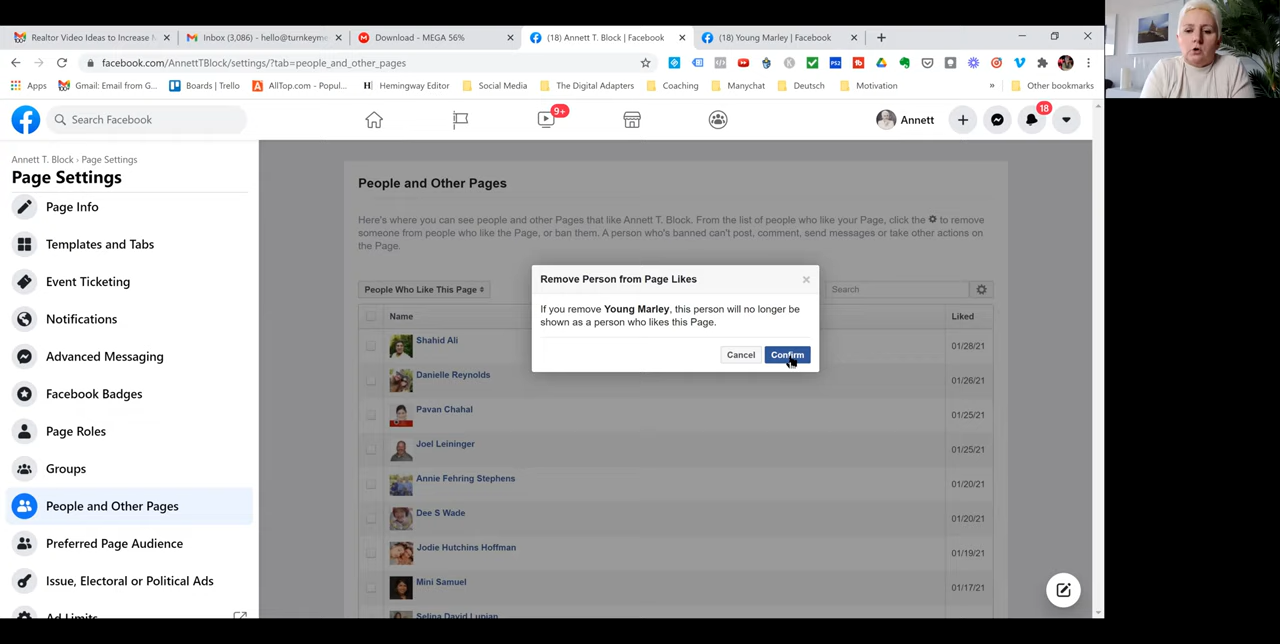 Realtor Video Ideas to Increase M
Inbox (3,086) - hello@turnkeyme
Download - MEGA 56%
(18) Annett T. Block | Facebook
(18) Young Marley | Facebook
facebook.com/AnnettTBlock/settings/?tab=people_and_other_pages
Apps
Gmail: Email from G...
Boards | Trello
AllTop.com - Popul...
Hemingway Editor
Social Media
The Digital Adapters
Coaching
Manychat
Deutsch
Motivation
»
Other bookmarks
Search Facebook
9+
Annett
18
Annett T. Block › Page Settings
Page Settings
Page Info
Templates and Tabs
Event Ticketing
Notifications
Advanced Messaging
Facebook Badges
Page Roles
Groups
People and Other Pages
Preferred Page Audience
Issue, Electoral or Political Ads
Ad Limits
People and Other Pages
Here's where you can see people and other Pages that like Annett T. Block. From the list of people who like your Page, click the to remove
someone from people who like the Page, or ban them. A person who's banned can't post, comment, send messages or take other actions on
the Page.
People Who Like This Page
Search
Name
Liked
Shahid Ali
01/28/21
Danielle Reynolds
01/26/21
Pavan Chahal
01/25/21
Joel Leininger
01/25/21
Annie Fehring Stephens
01/20/21
Dee S Wade
01/20/21
Jodie Hutchins Hoffman
01/19/21
Mini Samuel
01/17/21
Selina David Lupian
Remove Person from Page Likes
If you remove Young Marley, this person will no longer be
shown as a person who likes this Page.
Cancel
Confirm